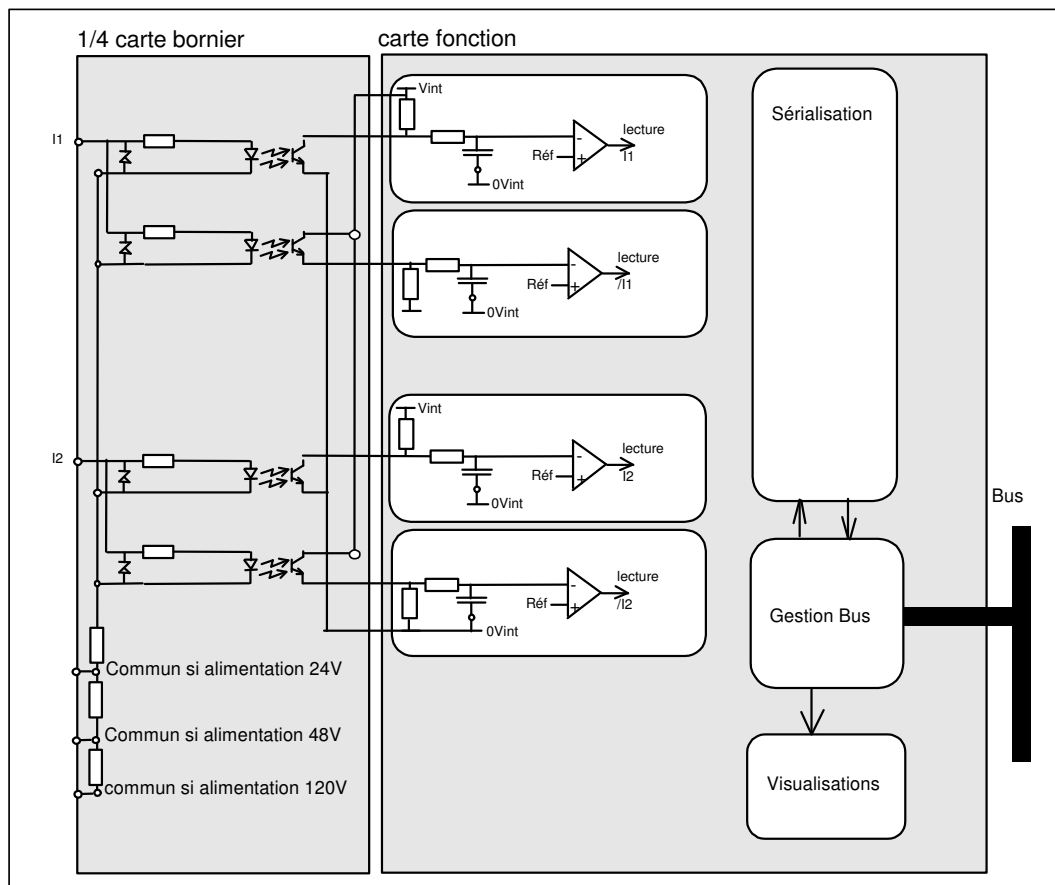 1/4 carte bornier
carte fonction
Vint
Sérialisation
I1
lecture
I1
Réf
-
+
0Vint
lecture
/I1
Réf
-
+
0Vint
Vint
I2
lecture
I2
Réf
-
+
0Vint
Bus
lecture
/I2
Réf
-
+
0Vint
Gestion Bus
Commun si alimentation 24V
Commun si alimentation 48V
commun si alimentation 120V
Visualisations